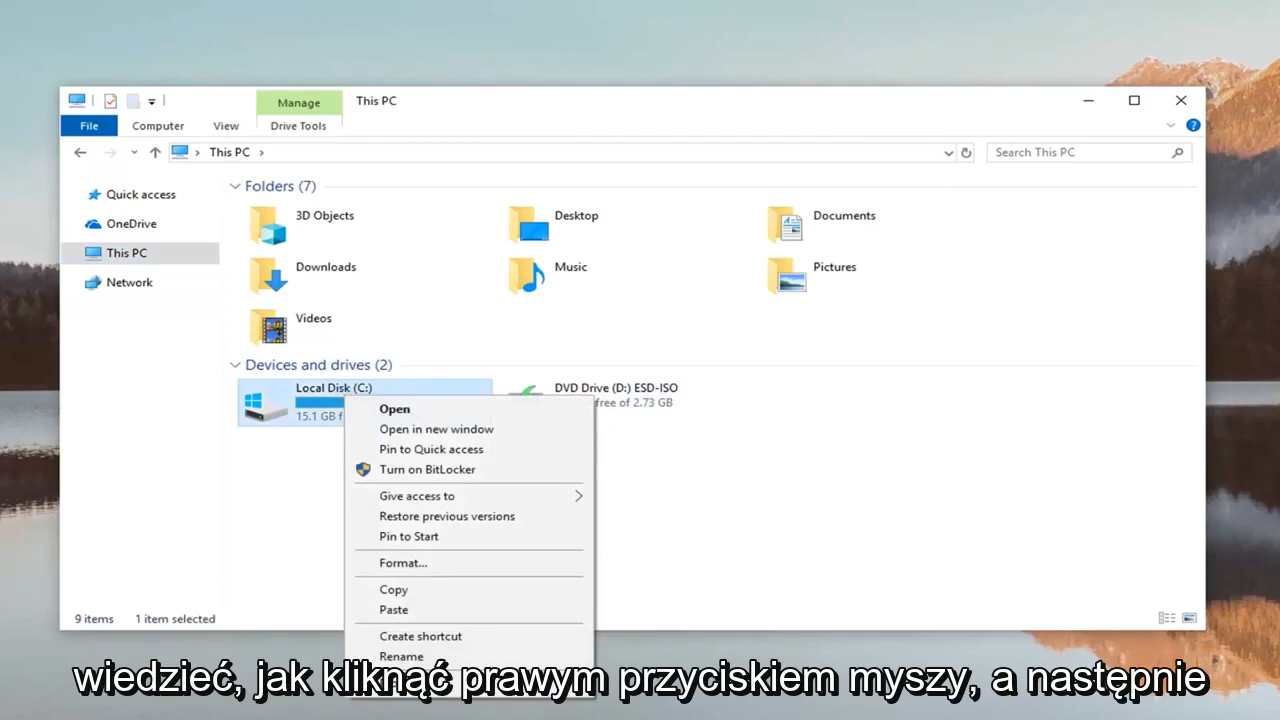 Manage
This PC
File
Computer
View
Drive Tools
This PC
Search This PC
Quick access
OneDrive
This PC
Network
Folders (7)
3D Objects
Desktop
Documents
Downloads
Music
Pictures
Videos
Devices and drives (2)
Local Disk (C:)
15.1 GB f
DVD Drive (D:) ESD-ISO
free of 2.73 GB
Open
Open in new window
Pin to Quick access
Turn on BitLocker
Give access to
Restore previous versions
Pin to Start
Format...
Copy
Paste
Create shortcut
Rename
9 items
1 item selected
wiedzieć, jak kliknąć prawym przyciskiem myszy, a następnie